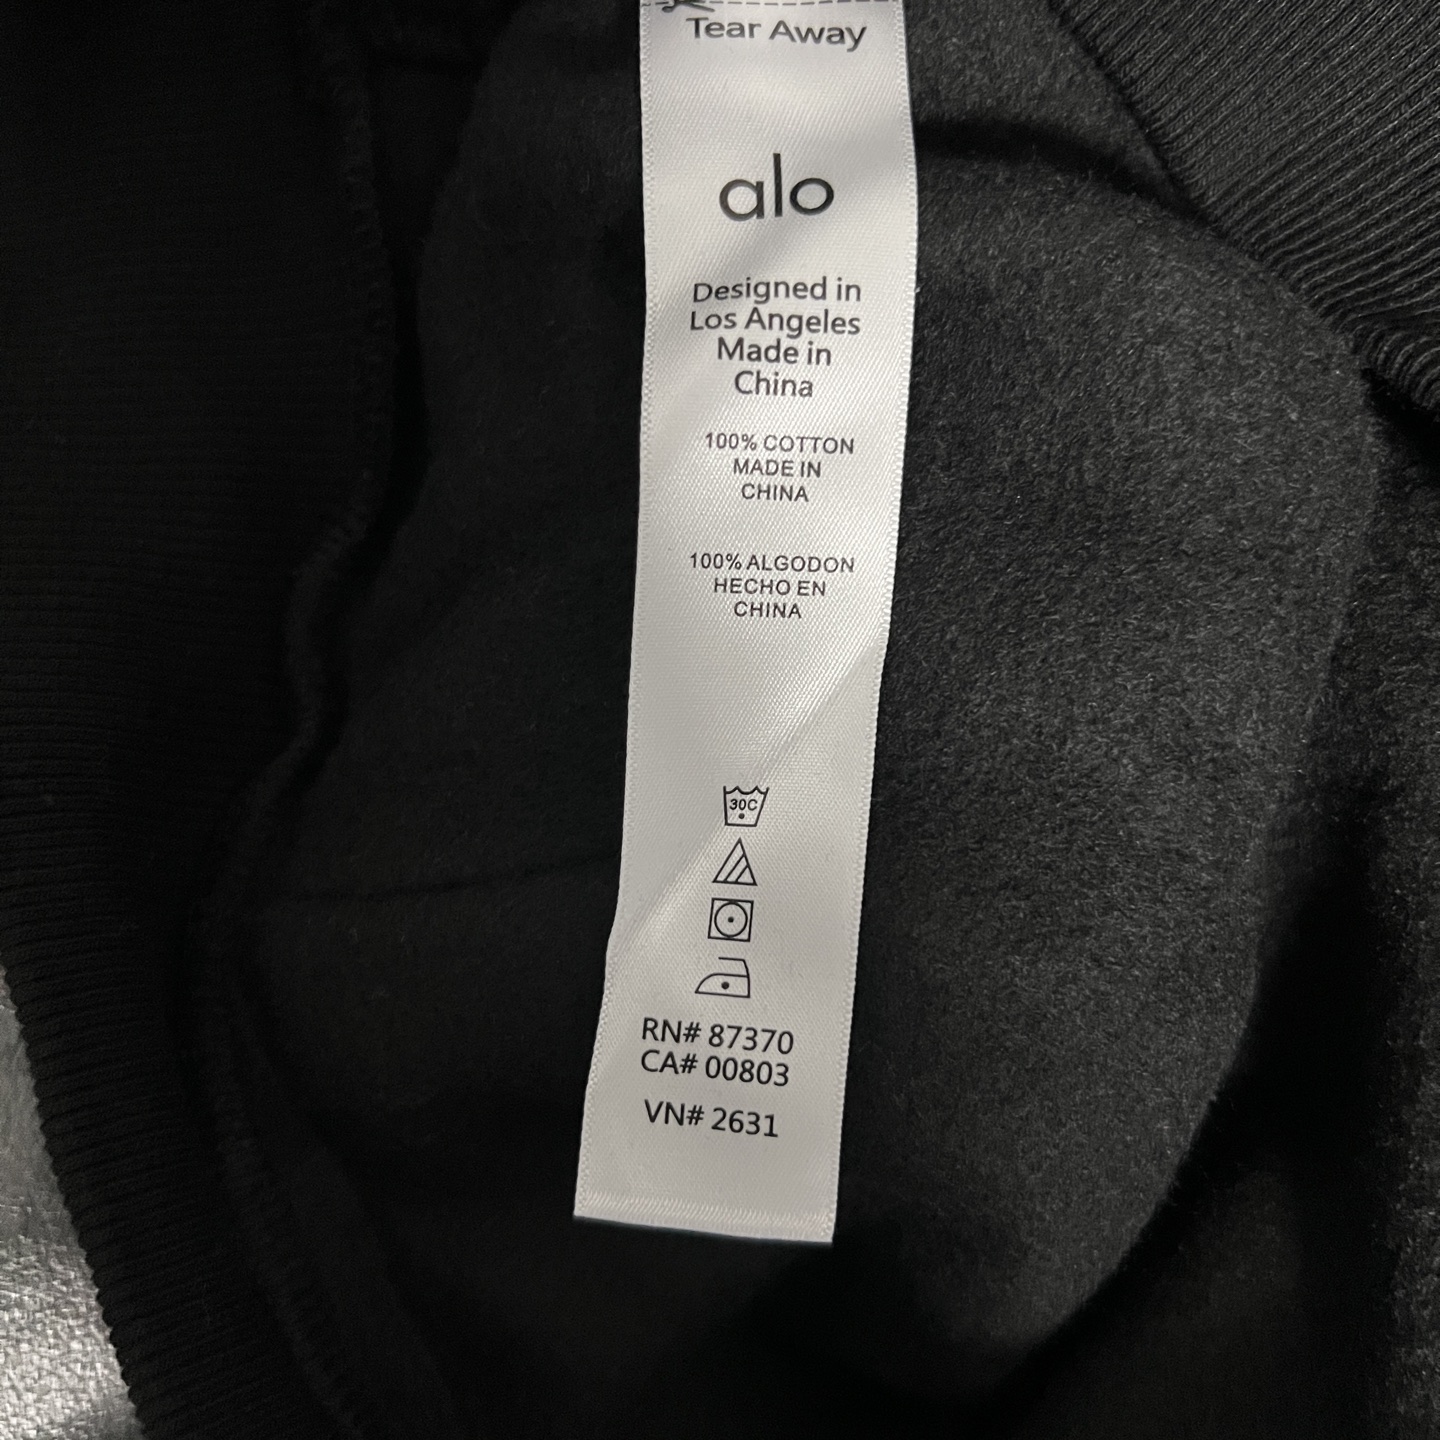 Tear Away
alo
Designed in
Los Angeles
Made in
China
100% COTTON
MADE IN
CHINA
100% ALGODON
HECHO EN
CHINA
30C
RN# 87370
CA# 00803
VN# 2631